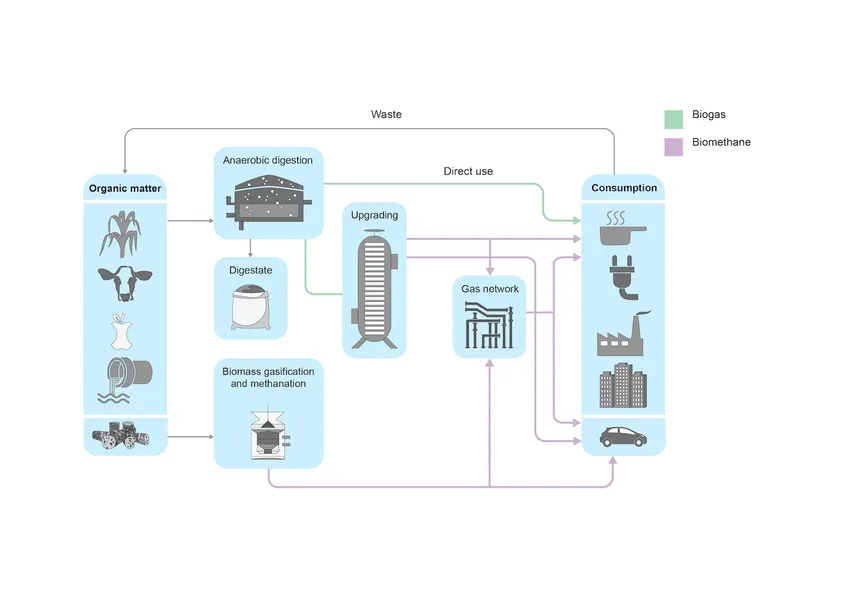 Waste
Biogas
Biomethane
Anaerobic digestion
Direct use
Organic matter
Consumption
Upgrading
Digestate
Gas network
Biomass gasification
and methanation